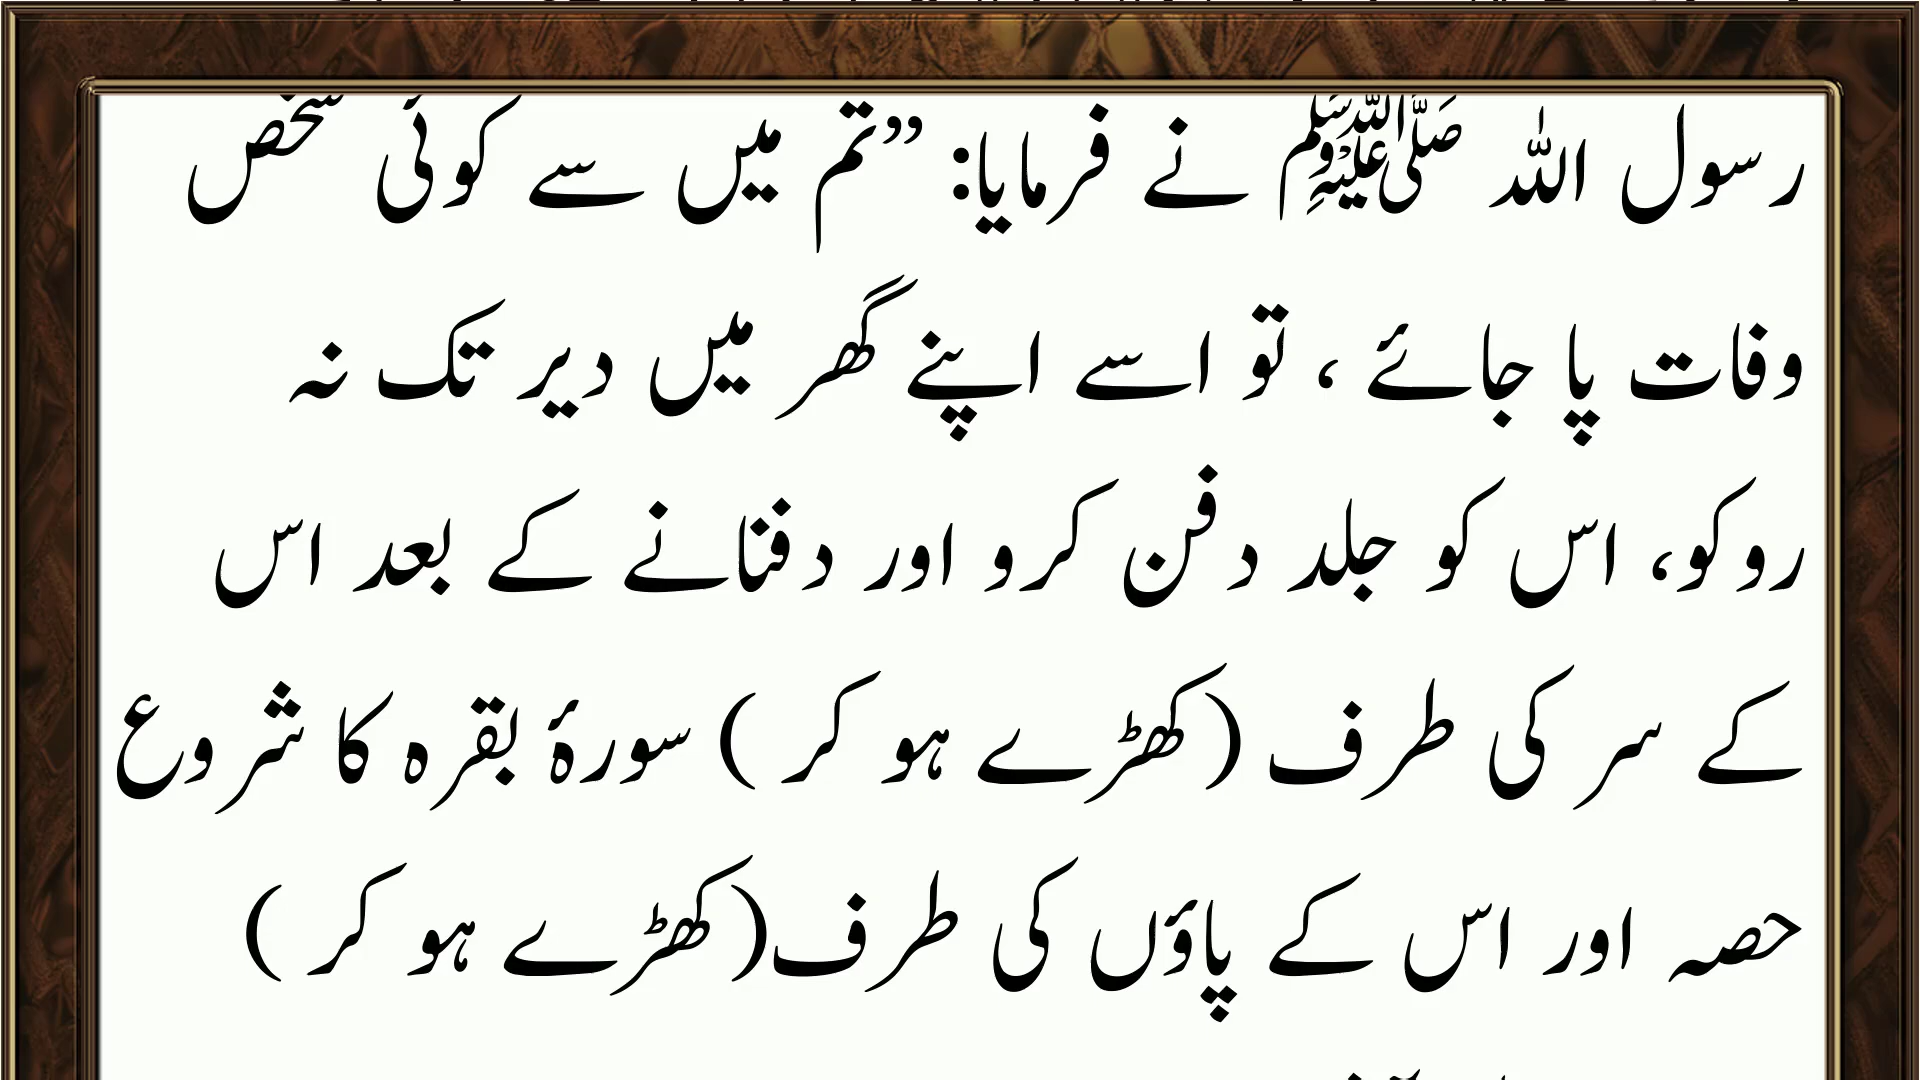 رسول اللہ ﷺ نے فرمایا: ”تم میں سے کوئی شخص
وفات پا جائے ، تو اسے اپنے گھر میں دیر تک نہ
روکو، اس کو جلد دفن کرو اور دفنانے کے بعد اس
کے سر کی طرف (کھڑے ہو کر ) سورۂ بقرہ کا شروع
حصہ اور اس کے پاؤں کی طرف(کھڑے ہو کر )